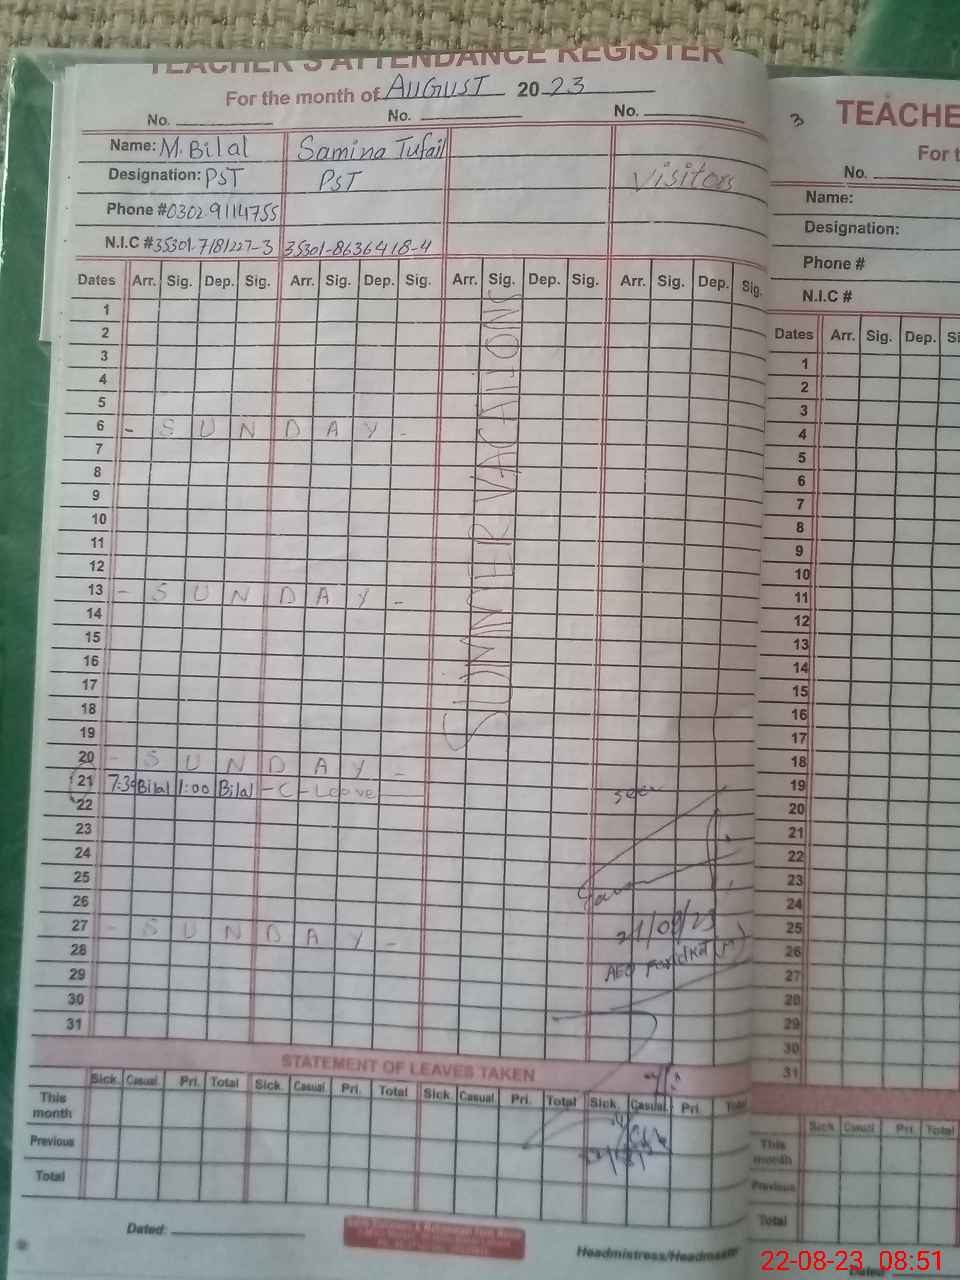 TEACHER'S ATTENDANCE REGISTER
For the month of AUGUST 2023
No. No. No.
Name: M. Bilal Samina Tufail
Designation: PST PST Visitors
Phone # 0302-9114755
N.I.C # 35301-7181227-3 35301-8636418-4
Dates Arr. Sig. Dep. Sig. Arr. Sig. Dep. Sig. Arr. Sig. Dep. Sig. Arr. Sig. Dep. Sig.
1
2
3
4
5
6 - SUNDAY -
7
8
9
10
11
12
13 - SUNDAY -
14
15
16
17
18
19
20 - SUNDAY -
21 7:30 Bilal 1:00 Bilal - C - Leave
22
23
24
25
26
27 - SUNDAY -
28
29
30
31
SUMMER VACATIONS
seen
21/08/23
AEO Faridkot (M)
STATEMENT OF LEAVES TAKEN
Sick. Casual Pri. Total Sick. Casual Pri. Total Sick. Casual Pri. Total Sick. Casual Pri. Total
This month
Previous
Total
Dated:
Headmistress/Headmaster
3
TEACHE
For t
No.
Name:
Designation:
Phone #
N.I.C #
Dates Arr. Sig. Dep. Si
1
2
3
4
5
6
7
8
9
10
11
12
13
14
15
16
17
18
19
20
21
22
23
24
25
26
27
28
29
30
31
Sick Casual Pri. Total
This month
Previous
Total
Dated
22-08-23 08:51